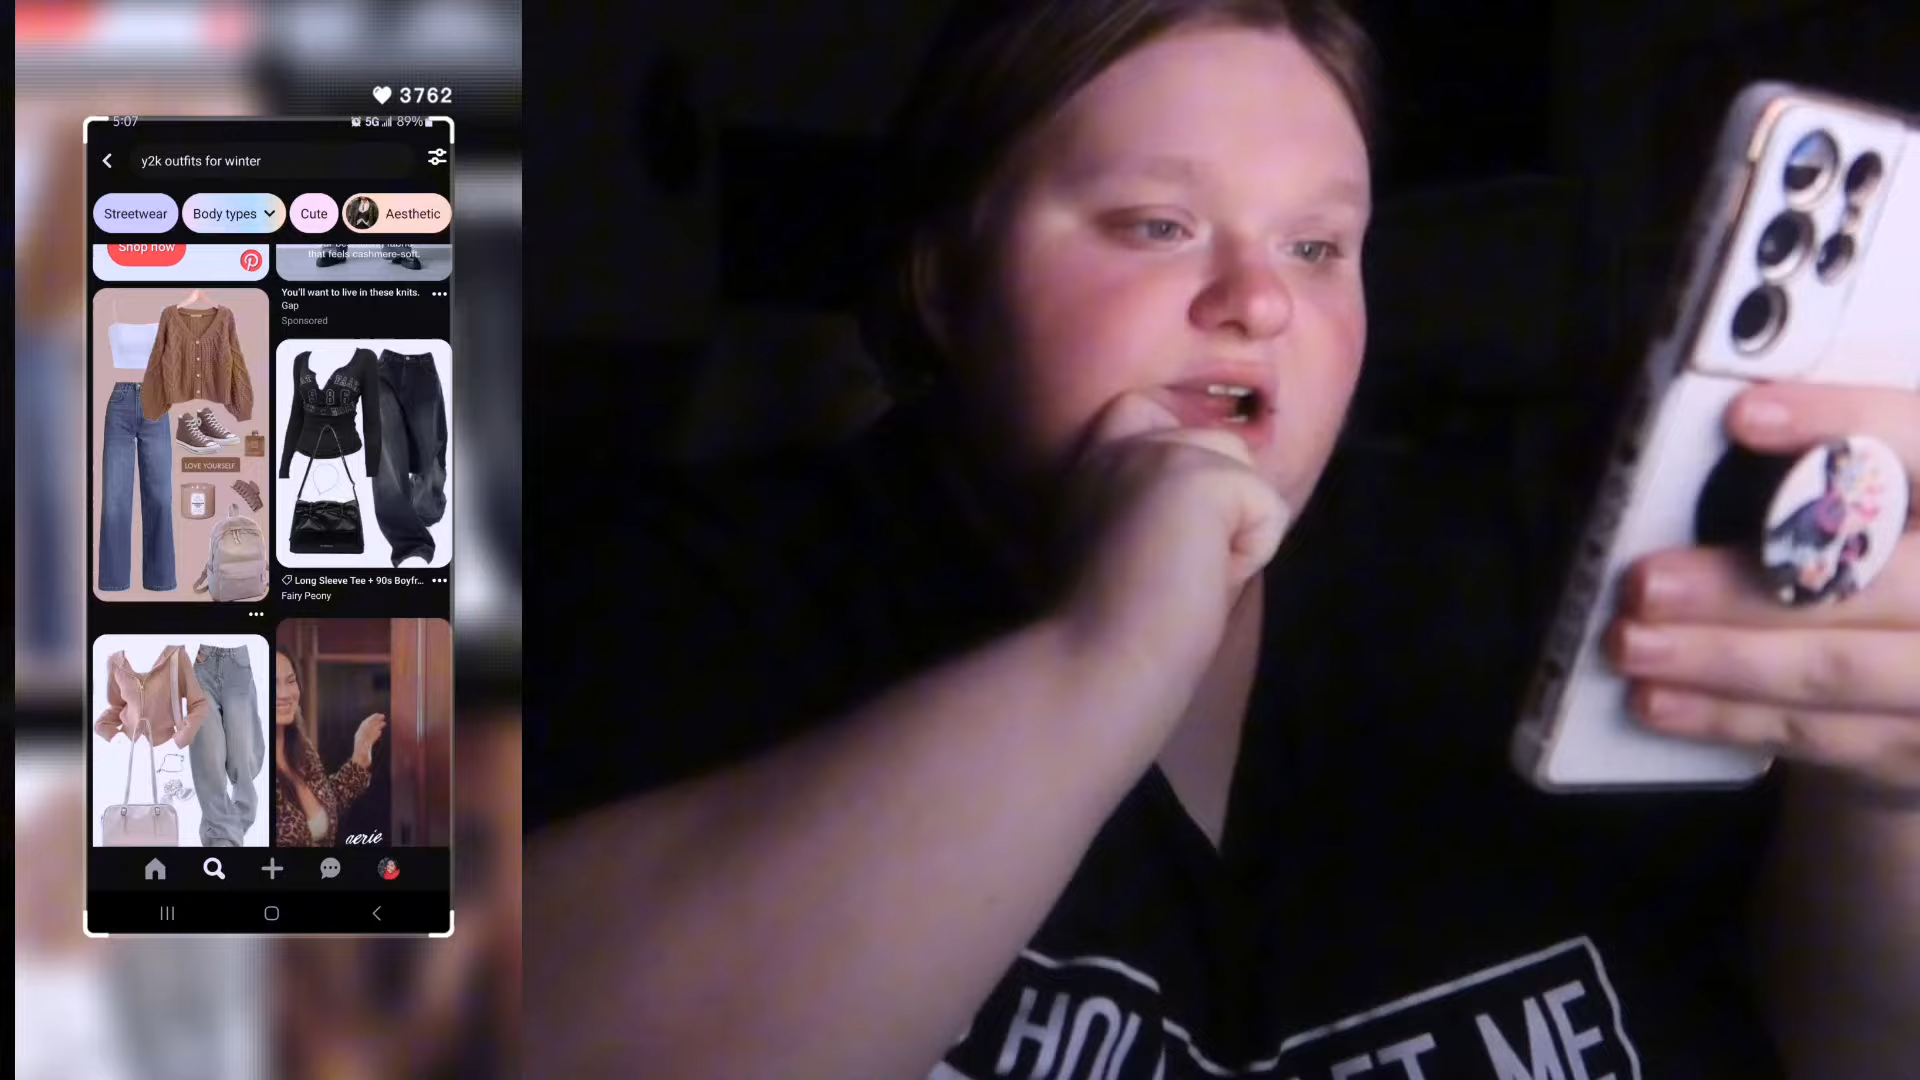 3762
5:07
5G 89%
y2k outfits for winter
Streetwear
Body types
Cute
Aesthetic
Shop now
that feels cashmere-soft.
You'll want to live in these knits.
Gap
Sponsored
LOVE YOURSELF
Long Sleeve Tee + 90s Boyfr...
Fairy Peony
aerie
ME